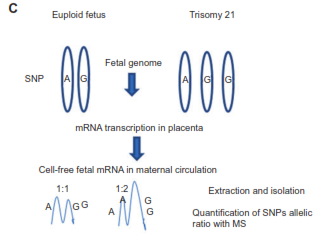 C
Euploid fetus Trisomy 21
Fetal genome
SNP A G A G G
mRNA transcription in placenta
Cell-free fetal mRNA in maternal circulation
1:1 1:2
A G G A A G G
Extraction and isolation
Quantification of SNPs allelic
ratio with MS